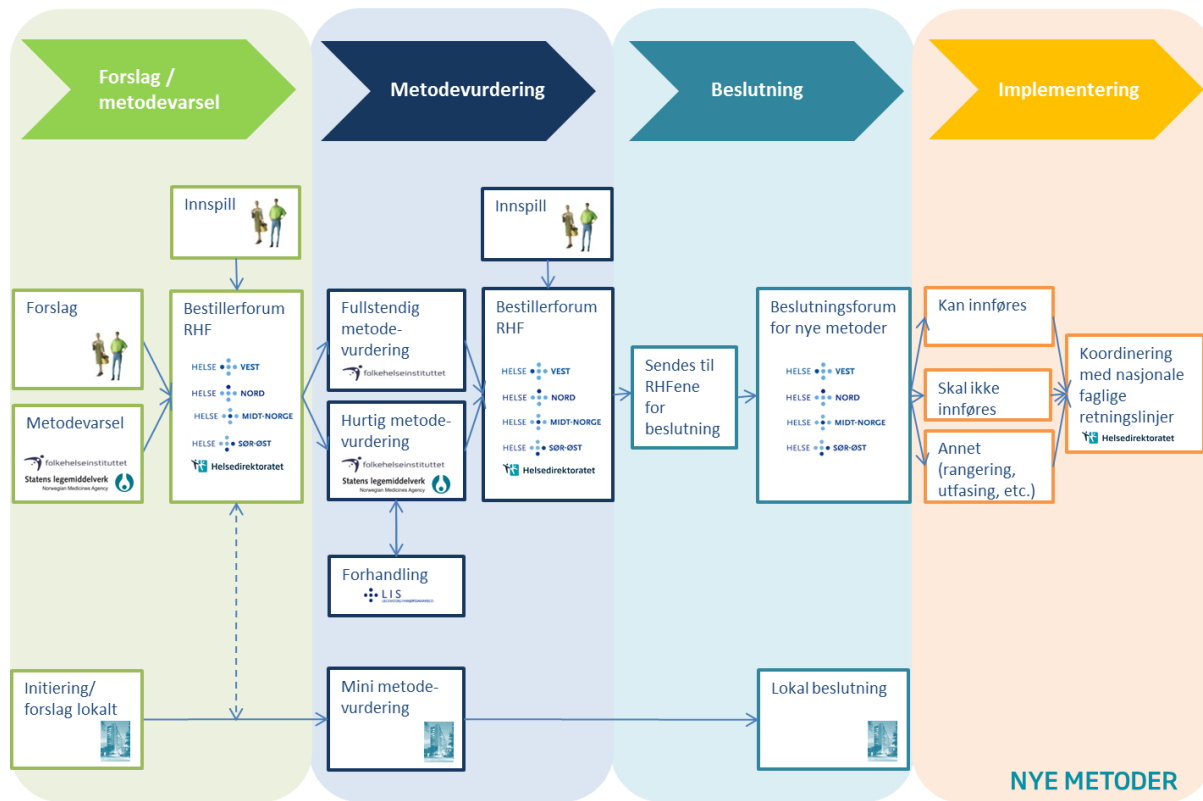 Forslag /
metodevarsel
Metodevurdering
Beslutning
Implementering
Innspill
Forslag
Metodevarsel
folkehelseinstituttet
Statens legemiddelverk
Norwegian Medicines Agency
Bestillerforum
RHF
HELSE VEST
HELSE NORD
HELSE MIDT-NORGE
HELSE SØR-ØST
Helsedirektoratet
Initiering/
forslag lokalt
Innspill
Fullstendig
metode-
vurdering
folkehelseinstituttet
Hurtig metode-
vurdering
folkehelseinstituttet
Statens legemiddelverk
Norwegian Medicines Agency
Forhandling
LIS
Mini metode-
vurdering
Bestillerforum
RHF
HELSE VEST
HELSE NORD
HELSE MIDT-NORGE
HELSE SØR-ØST
Helsedirektoratet
Sendes til
RHFene
for
beslutning
Beslutningsforum
for nye metoder
HELSE VEST
HELSE NORD
HELSE MIDT-NORGE
HELSE SØR-ØST
Lokal beslutning
Kan innføres
Skal ikke
innføres
Annet
(rangering,
utfasing, etc.)
Koordinering
med nasjonale
faglige
retningslinjer
Helsedirektoratet
NYE METODER